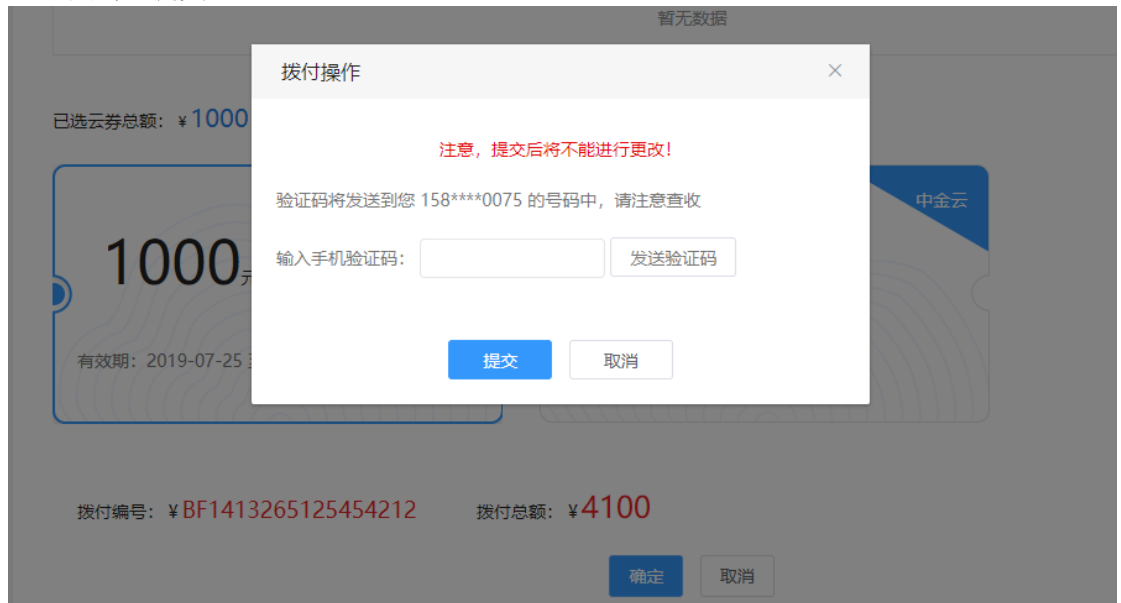 暂无数据
拨付操作
已选云券总额：¥1000
注意，提交后将不能进行更改！
验证码将发送到您 158****0075 的号码中，请注意查收
中金云
1000元
输入手机验证码：
发送验证码
有效期：2019-07-25
提交
取消
拨付编号：¥BF1413265125454212 拨付总额：¥4100
确定
取消